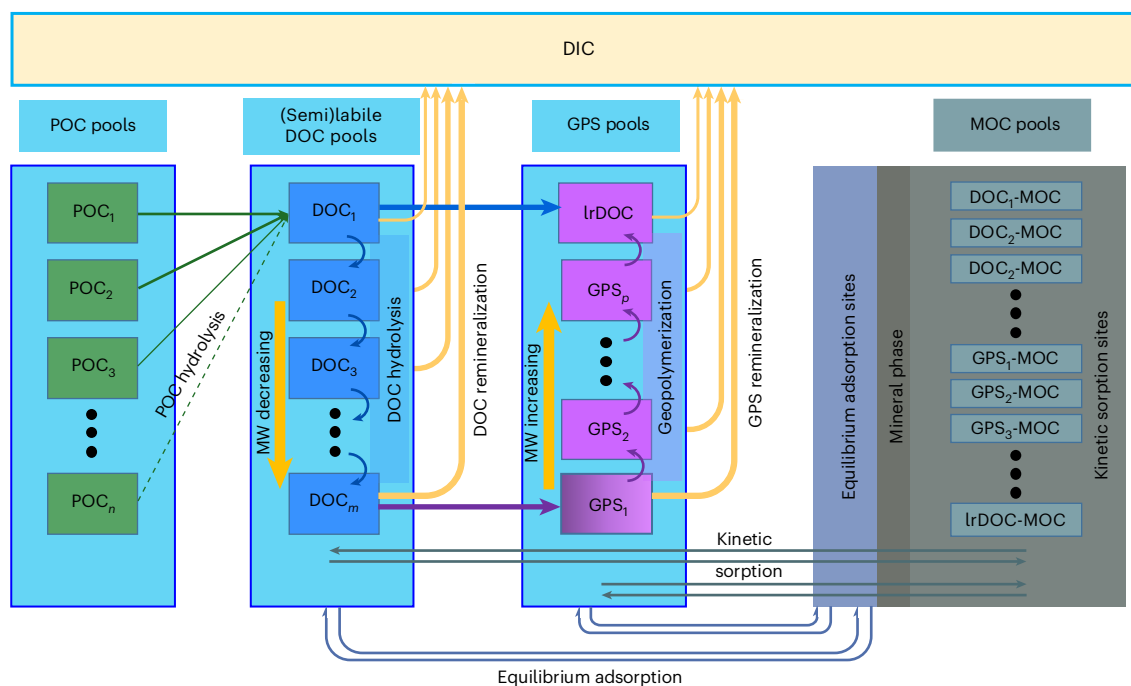 DIC
POC pools
(Semi)labile
DOC pools
GPS pools
MOC pools
POC₁
POC₂
POC₃
POCₙ
POC hydrolysis
DOC₁
DOC₂
DOC₃
DOCₘ
MW decreasing
DOC hydrolysis
DOC remineralization
lrDOC
GPSₚ
GPS₂
GPS₁
MW increasing
Geopolymerization
GPS remineralization
Equilibrium adsorption sites
Mineral phase
DOC₁-MOC
DOC₂-MOC
DOC₂-MOC
GPS₁-MOC
GPS₂-MOC
GPS₃-MOC
lrDOC-MOC
Kinetic sorption sites
Kinetic
sorption
Equilibrium adsorption